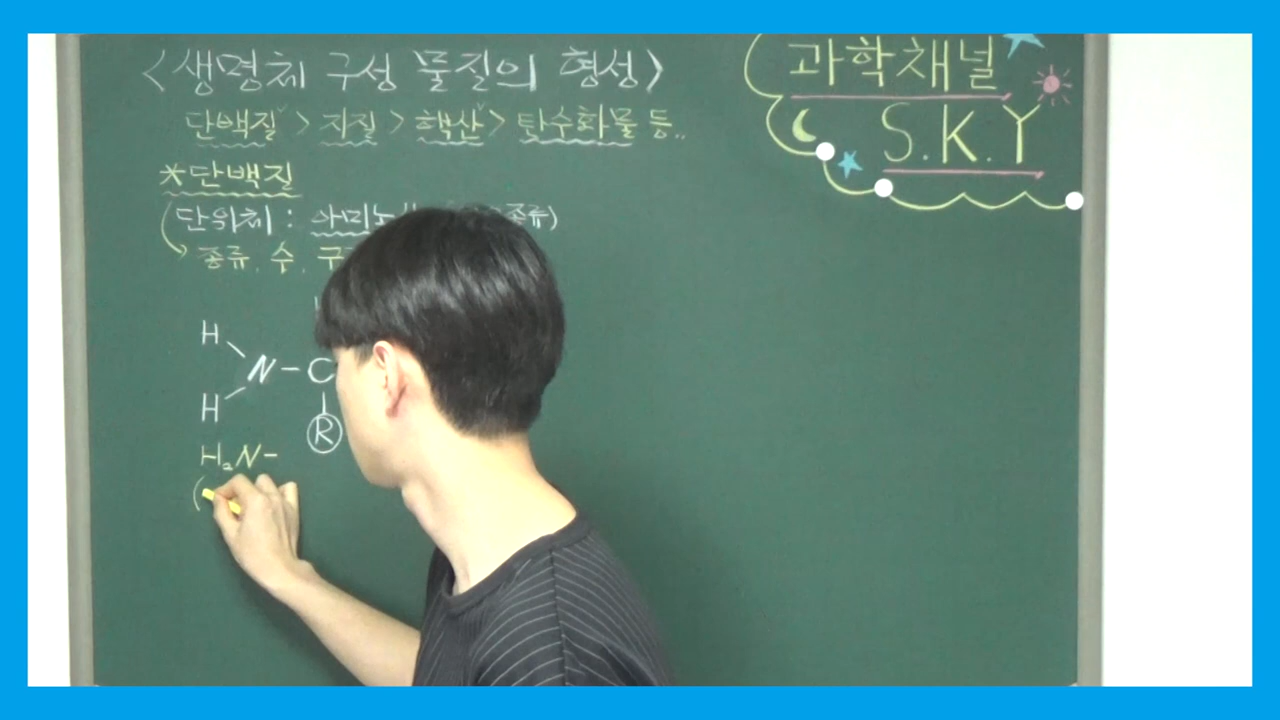 <생명체 구성 물질의 형성>
단백질 > 지질 > 핵산 > 탄수화물 등..
*단백질
단위체 : 아미노 종류)
종류, 수,
H
N - C
H
R
H₂N-
(
과학채널
S.K.Y